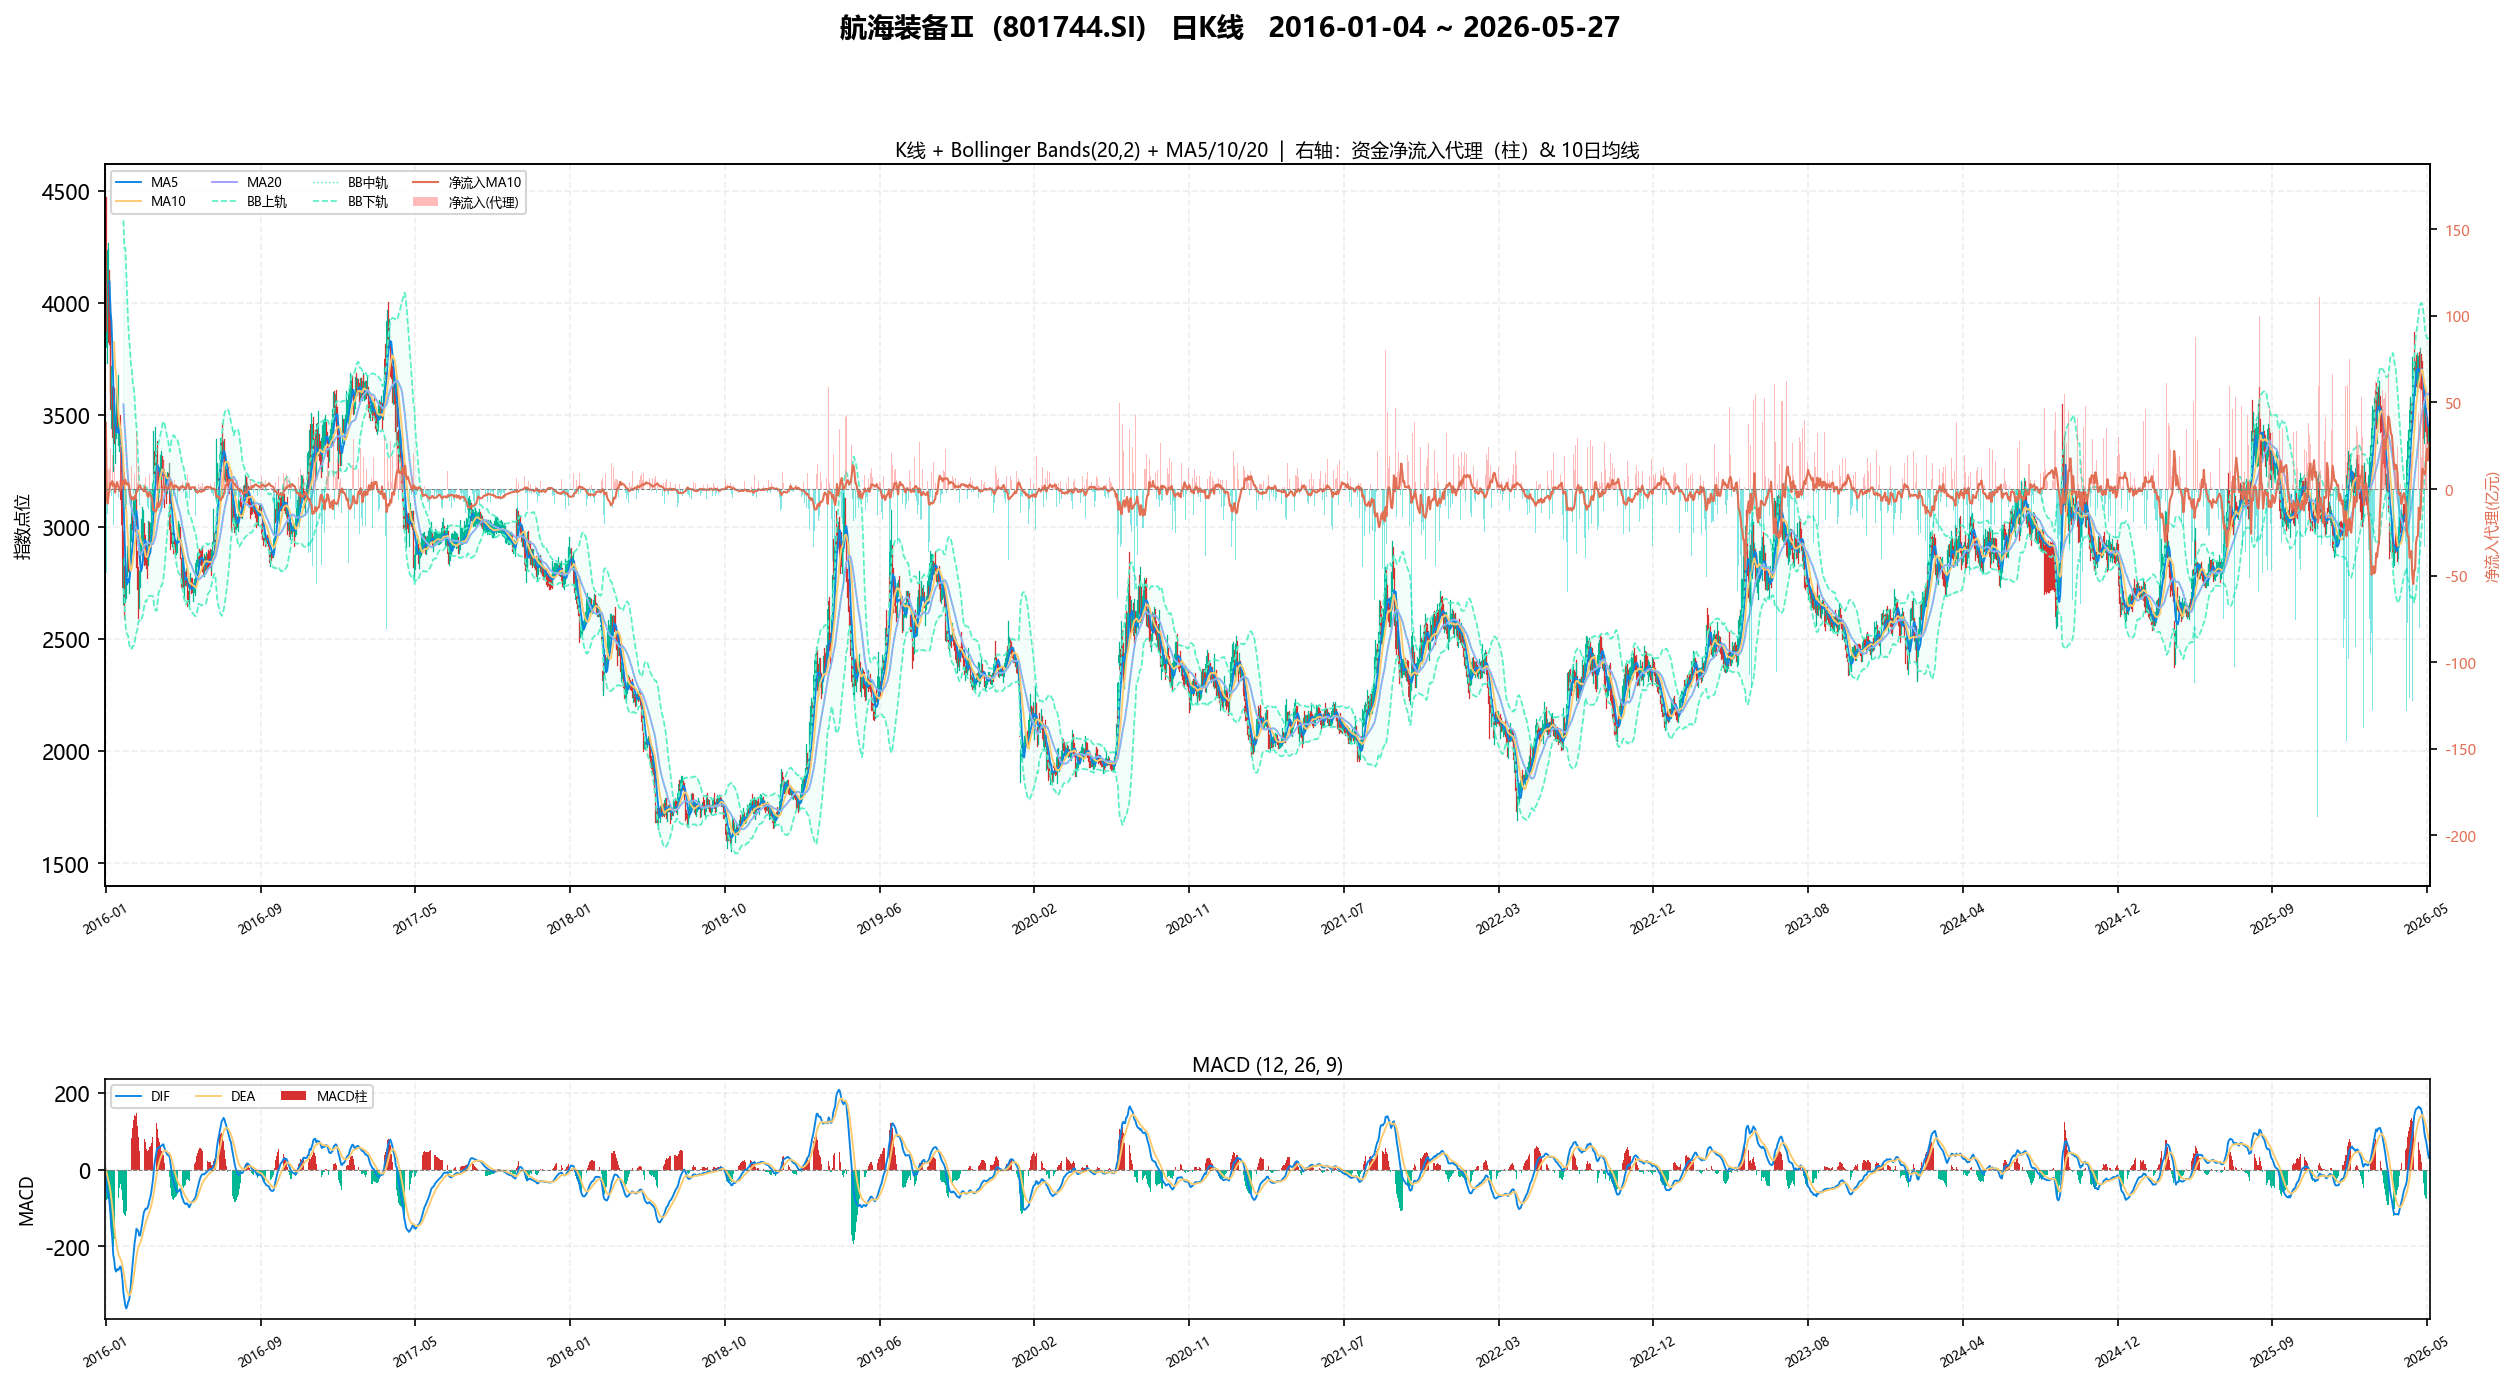 航海装备Ⅱ (801744.SI) 日K线 2016-01-04 ~ 2026-05-27
K线 + Bollinger Bands(20,2) + MA5/10/20 | 右轴：资金净流入代理（柱）& 10日均线
MA5 MA20 BB中轨 净流入MA10
MA10 BB上轨 BB下轨 净流入(代理)
4500
4000
3500
3000
2500
2000
1500
指数点位
150
100
50
0
-50
-100
-150
-200
净流入代理(亿元)
2016-01 2016-09 2017-05 2018-01 2018-10 2019-06 2020-02 2020-11 2021-07 2022-03 2022-12 2023-08 2024-04 2024-12 2025-09 2026-05
MACD (12, 26, 9)
DIF DEA MACD柱
200
0
-200
MACD
2016-01 2016-09 2017-05 2018-01 2018-10 2019-06 2020-02 2020-11 2021-07 2022-03 2022-12 2023-08 2024-04 2024-12 2025-09 2026-05